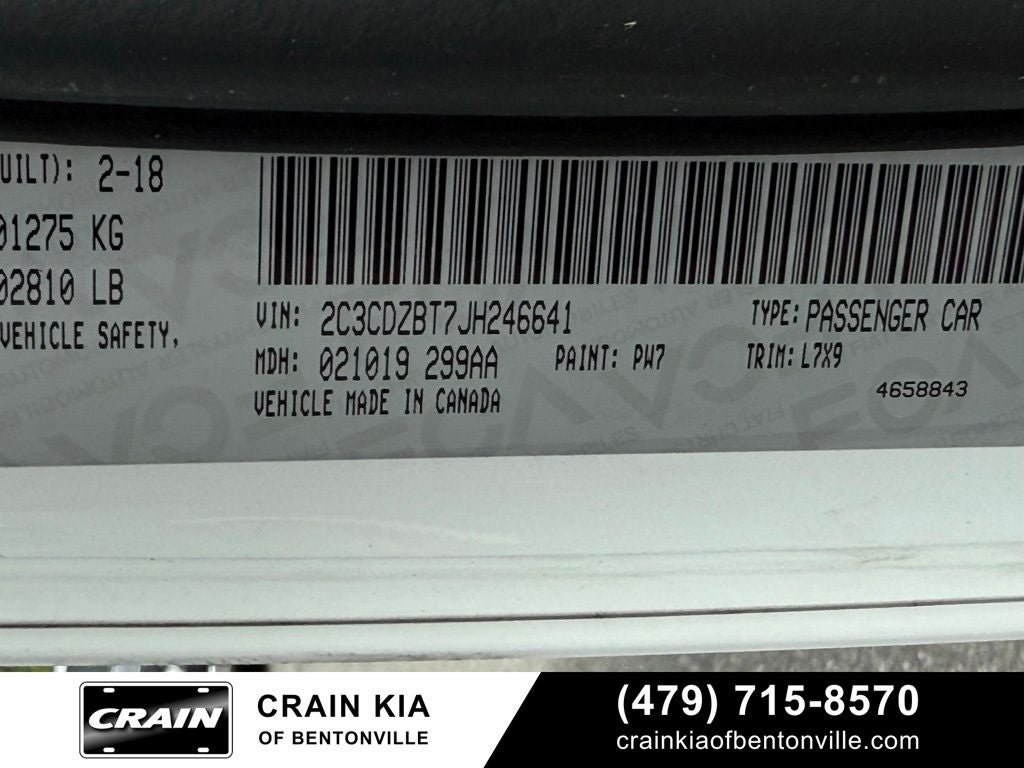 UILT): 2-18
01275 KG
02810 LB
VEHICLE SAFETY,
VIN: 2C3CDZBT7JH246641
TYPE: PASSENGER CAR
MDH: 021019 299AA
PAINT: PW7
TRIM: L7X9
VEHICLE MADE IN CANADA
4658843
CRAIN
CRAIN KIA
OF BENTONVILLE
(479) 715-8570
crainkiaofbentonville.com